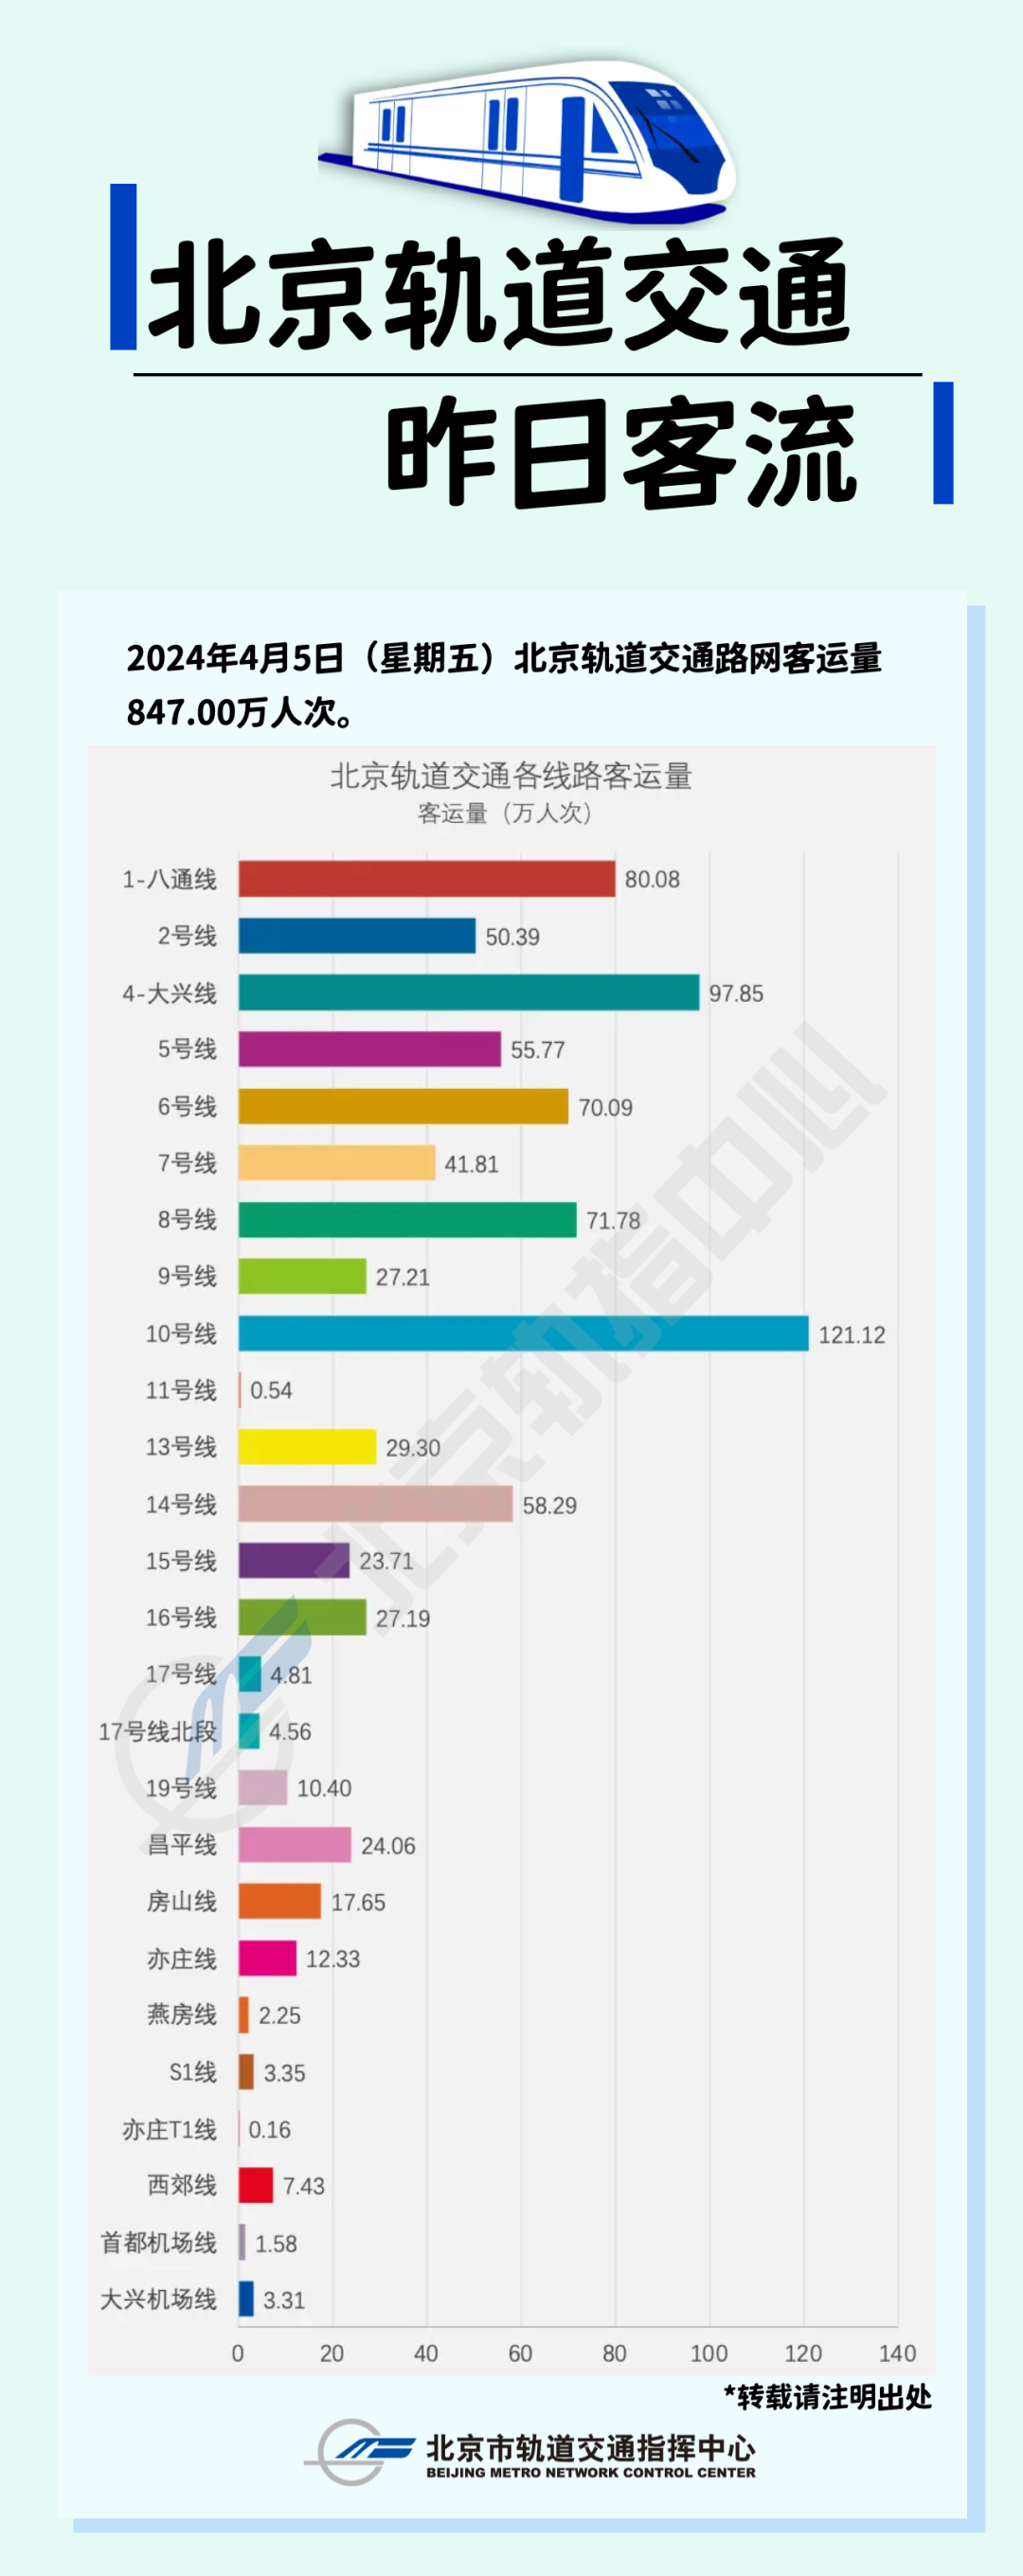 北京轨道交通
昨日客流
2024年4月5日（星期五）北京轨道交通路网客运量
847.00万人次。
北京轨道交通各线路客运量
客运量（万人次）
1-八通线 80.08
2号线 50.39
4-大兴线 97.85
5号线 55.77
6号线 70.09
7号线 41.81
8号线 71.78
9号线 27.21
10号线 121.12
11号线 0.54
13号线 29.30
14号线 58.29
15号线 23.71
16号线 27.19
17号线 4.81
17号线北段 4.56
19号线 10.40
昌平线 24.06
房山线 17.65
亦庄线 12.33
燕房线 2.25
S1线 3.35
亦庄T1线 0.16
西郊线 7.43
首都机场线 1.58
大兴机场线 3.31
0 20 40 60 80 100 120 140
北京轨指中心
*转载请注明出处
北京市轨道交通指挥中心
BEIJING METRO NETWORK CONTROL CENTER